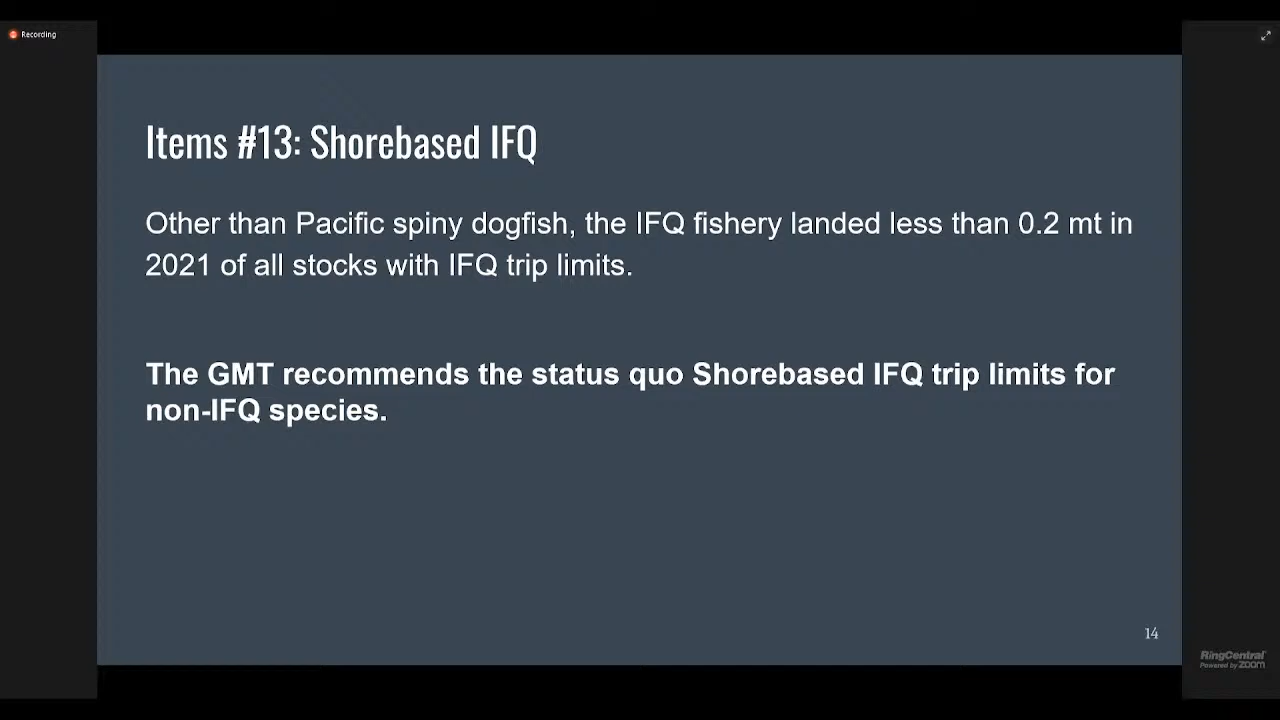 Recording
Items #13: Shorebased IFQ
Other than Pacific spiny dogfish, the IFQ fishery landed less than 0.2 mt in
2021 of all stocks with IFQ trip limits.
The GMT recommends the status quo Shorebased IFQ trip limits for
non-IFQ species.
14
RingCentral
Powered by zoom